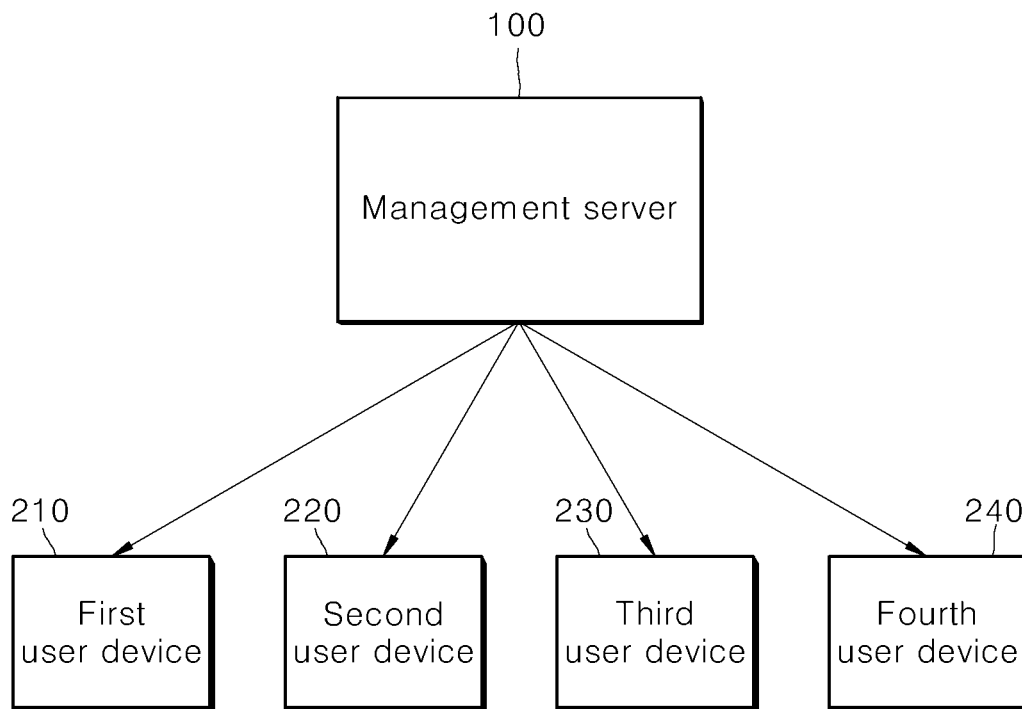 100
Management server
210
220
230
240
First
user device
Second
user device
Third
user device
Fourth
user device